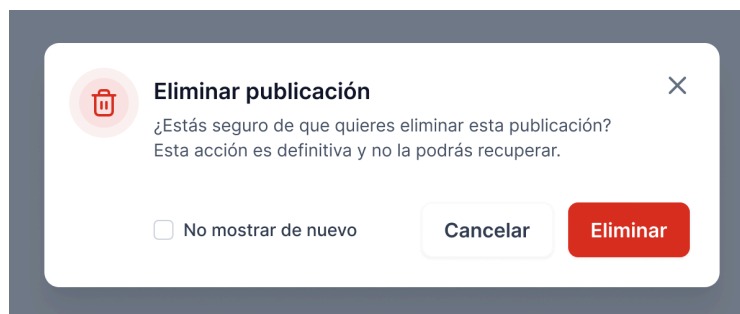 Eliminar publicación
¿Estás seguro de que quieres eliminar esta publicación?
Esta acción es definitiva y no la podrás recuperar.
No mostrar de nuevo
Cancelar
Eliminar